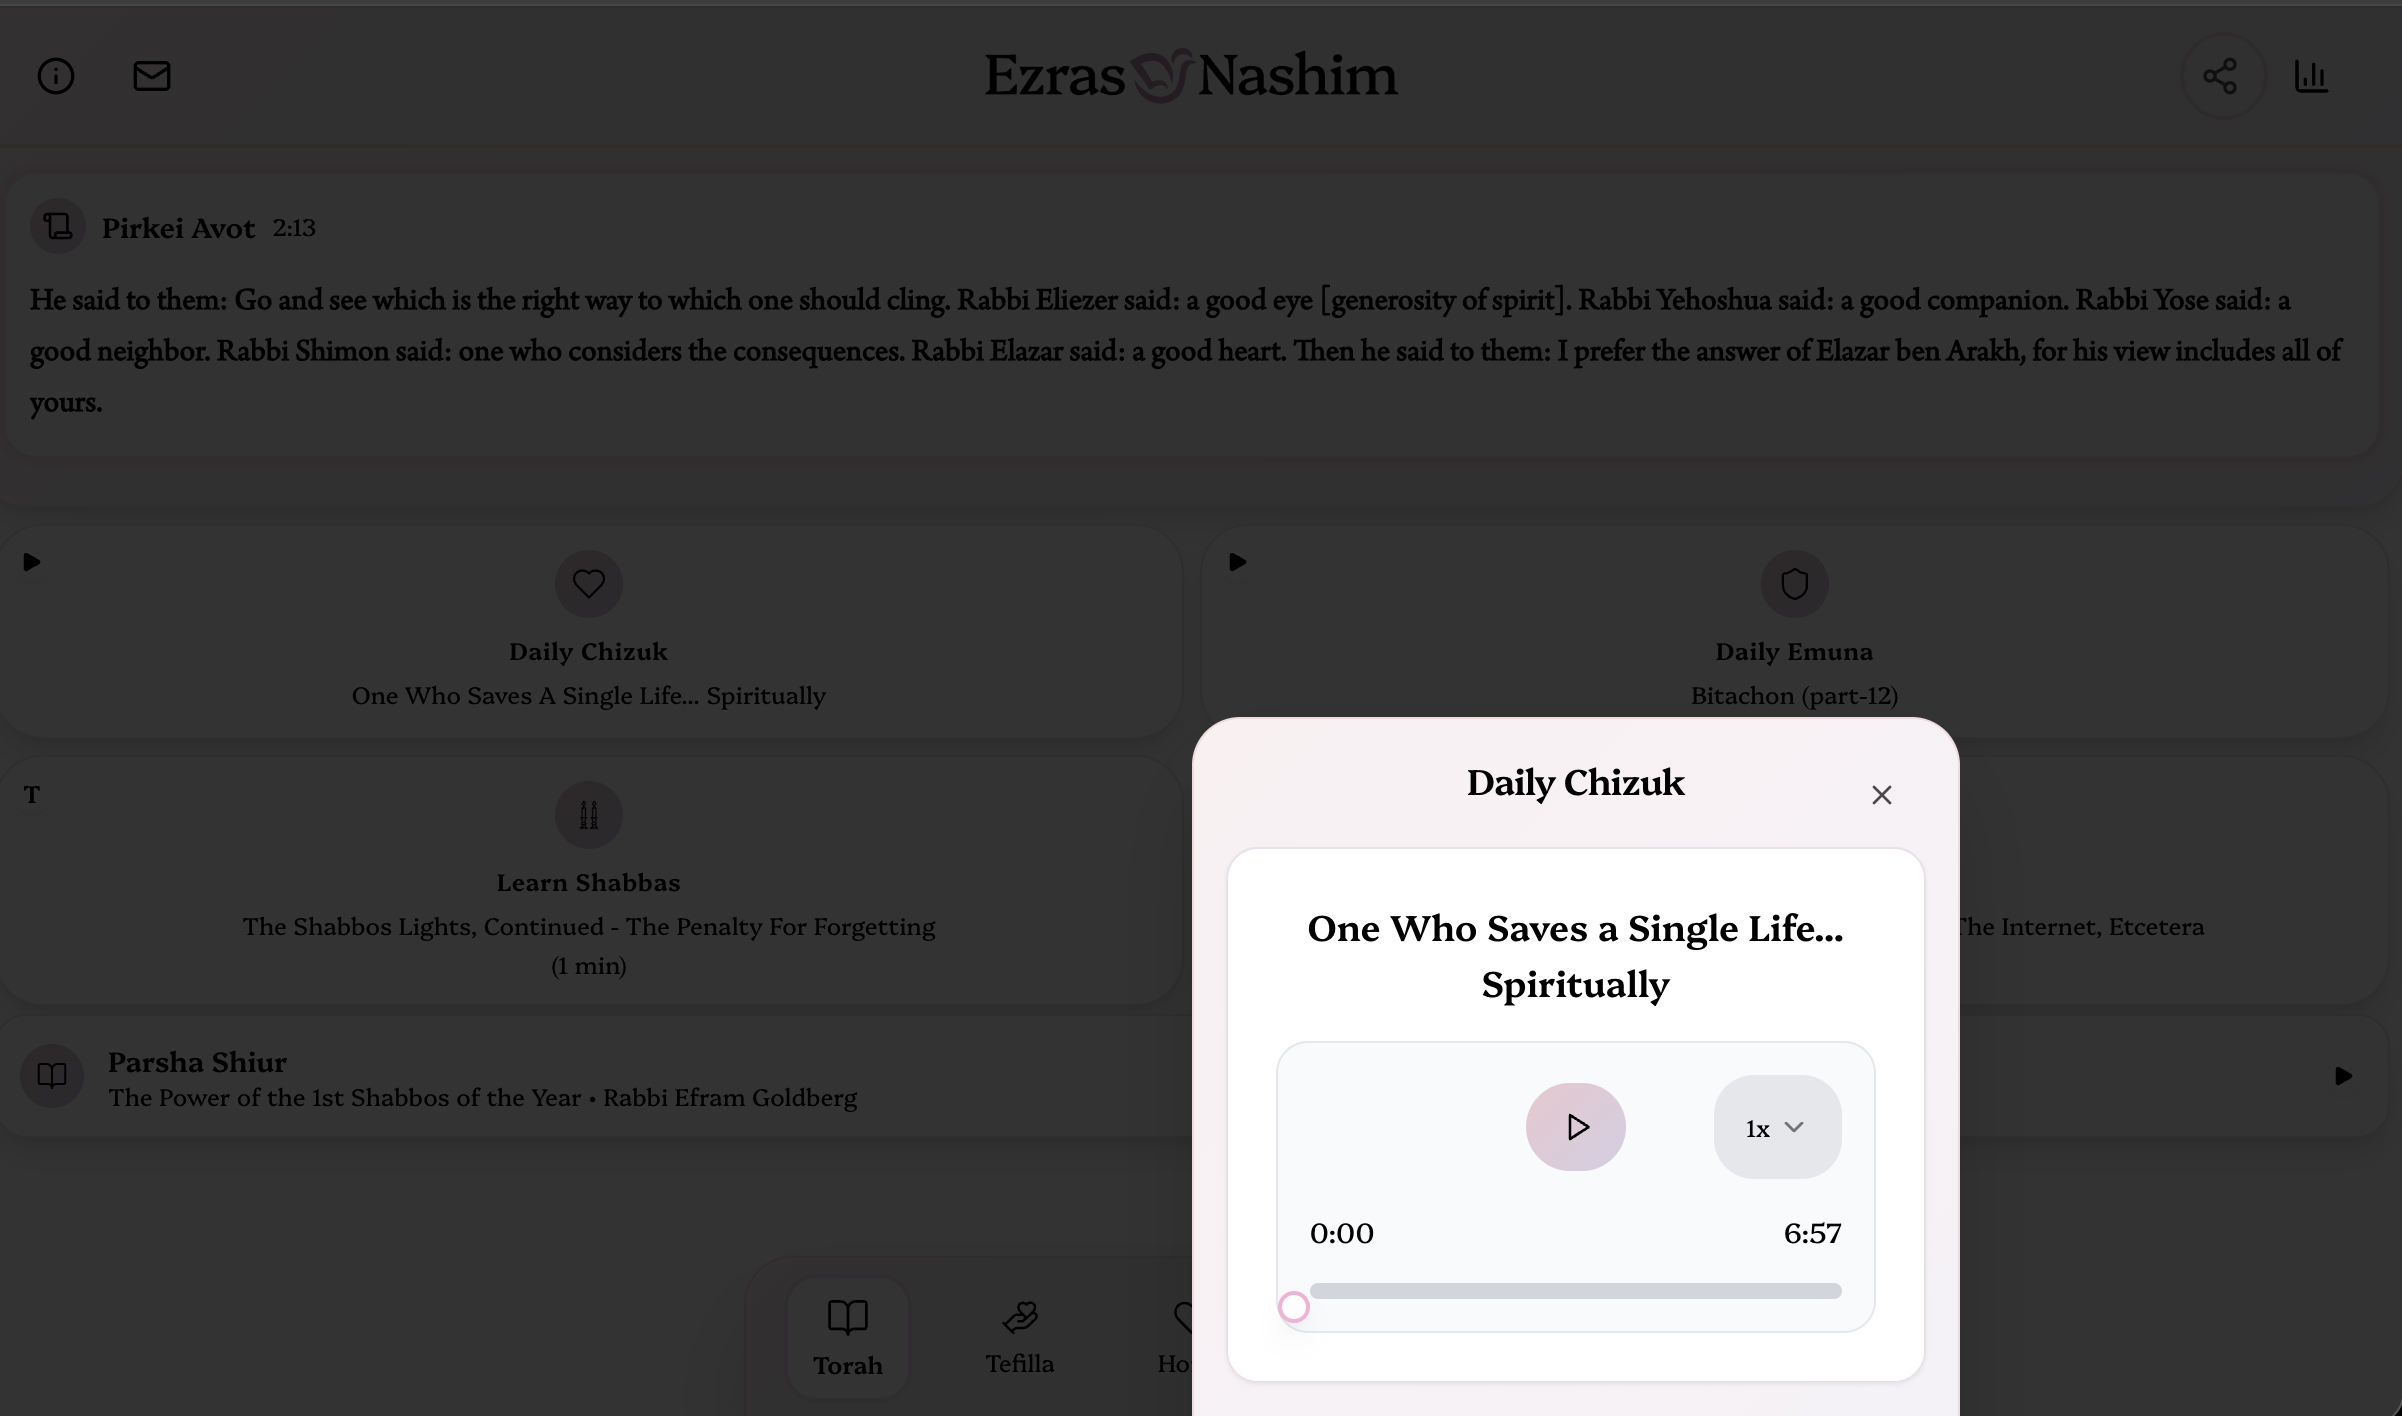 Ezras Nashim
Pirkei Avot 2:13
He said to them: Go and see which is the right way to which one should cling. Rabbi Eliezer said: a good eye [generosity of spirit]. Rabbi Yehoshua said: a good companion. Rabbi Yose said: a
good neighbor. Rabbi Shimon said: one who considers the consequences. Rabbi Elazar said: a good heart. Then he said to them: I prefer the answer of Elazar ben Arakh, for his view includes all of
yours.
Daily Chizuk
One Who Saves A Single Life... Spiritually
Daily Emuna
Bitachon (part-12)
T
Learn Shabbas
The Shabbos Lights, Continued - The Penalty For Forgetting
(1 min)
The Internet, Etcetera
Parsha Shiur
The Power of the 1st Shabbos of the Year • Rabbi Efram Goldberg
Torah
Tefilla
Daily Chizuk
One Who Saves a Single Life...
Spiritually
1x
0:00
6:57